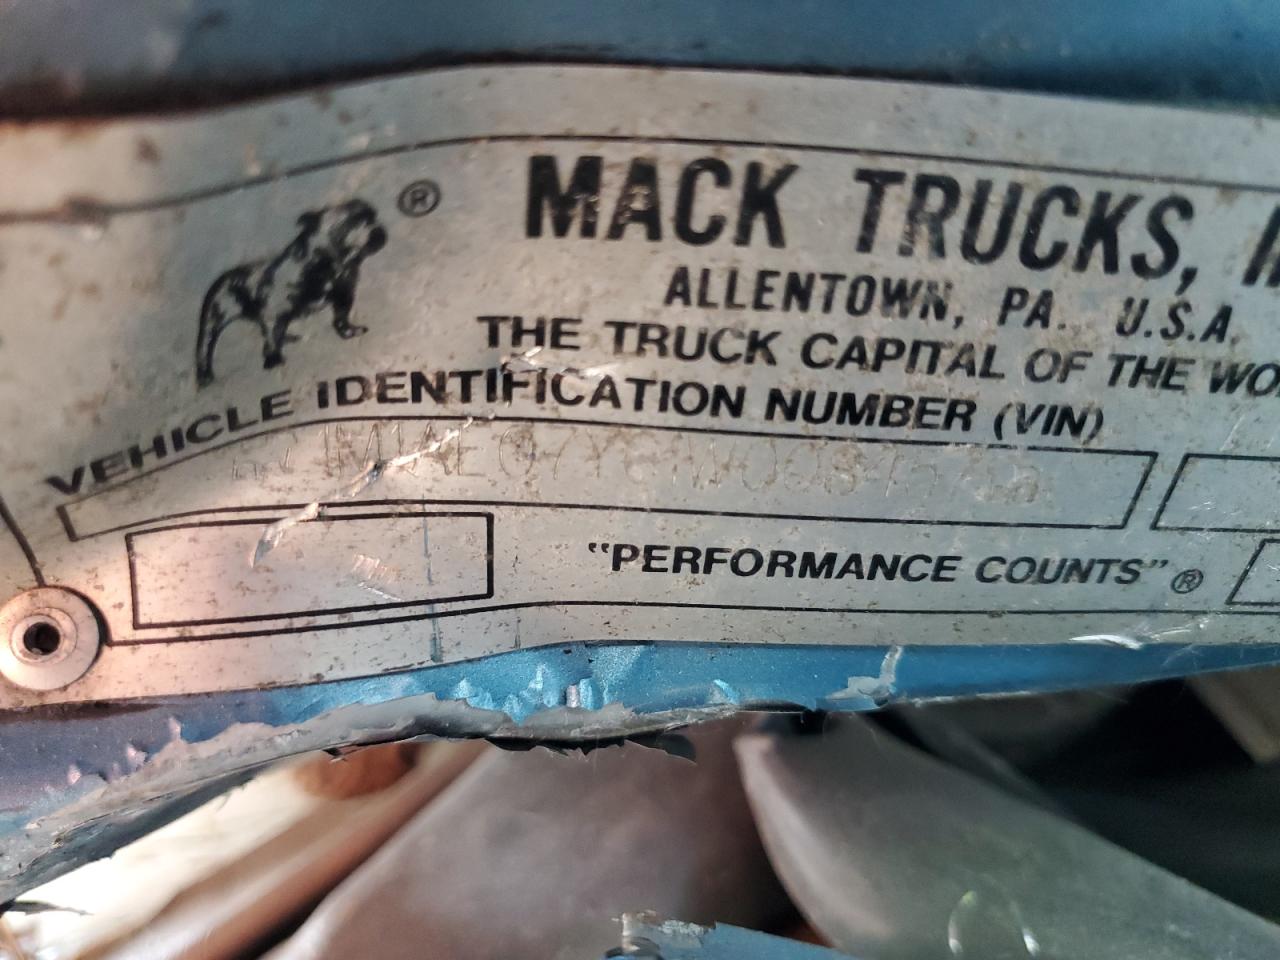 ®
MACK TRUCKS,
ALLENTOWN, PA. U.S.A.
THE TRUCK CAPITAL OF THE
VEHICLE IDENTIFICATION NUMBER (VIN)
"PERFORMANCE COUNTS"®